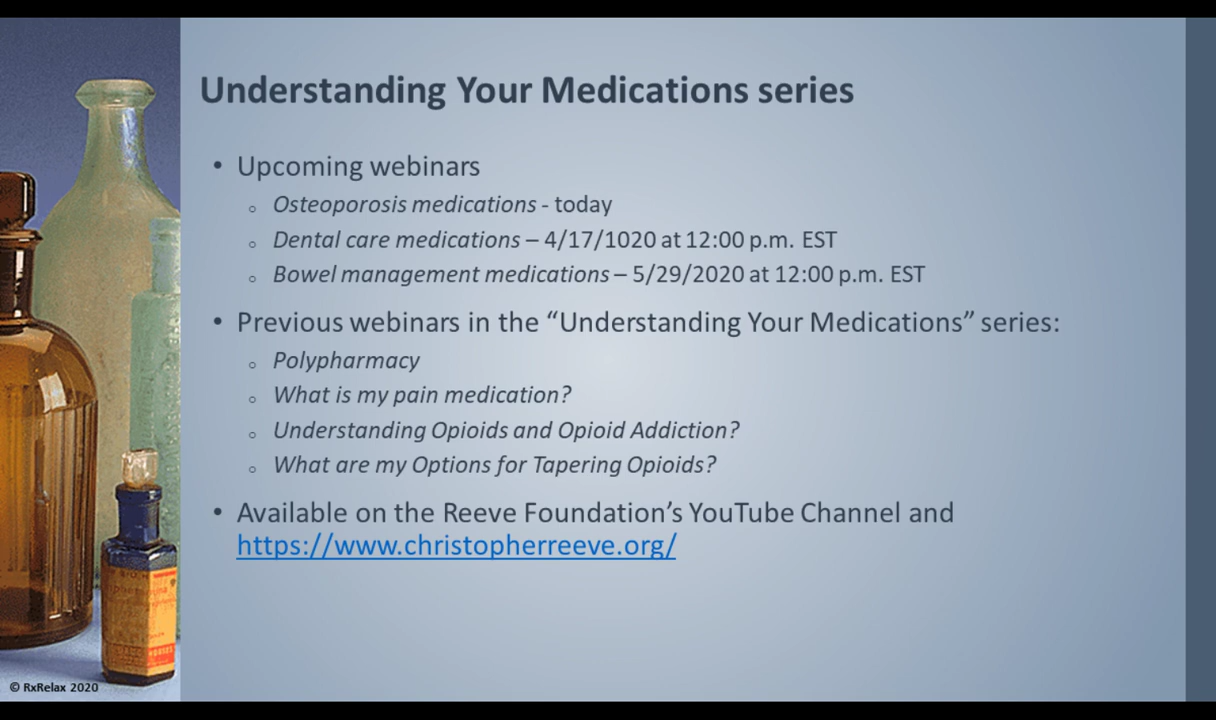 Understanding Your Medications series
• Upcoming webinars
○ Osteoporosis medications - today
○ Dental care medications – 4/17/1020 at 12:00 p.m. EST
○ Bowel management medications – 5/29/2020 at 12:00 p.m. EST
• Previous webinars in the “Understanding Your Medications” series:
○ Polypharmacy
○ What is my pain medication?
○ Understanding Opioids and Opioid Addiction?
○ What are my Options for Tapering Opioids?
• Available on the Reeve Foundation’s YouTube Channel and
https://www.christopherreeve.org/
© RxRelax 2020